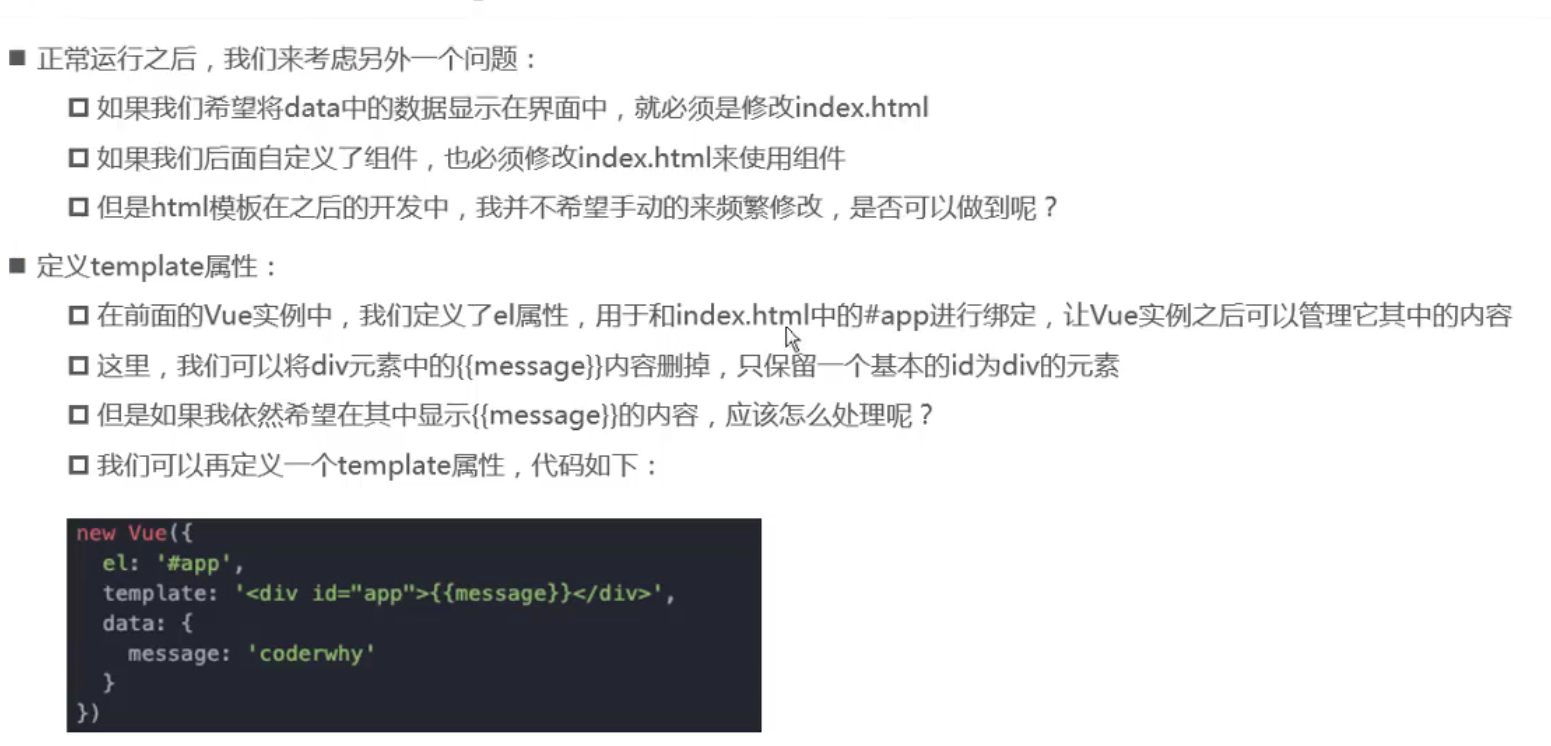 正常运行之后，我们来考虑另外一个问题：
如果我们希望将data中的数据显示在界面中，就必须是修改index.html
如果我们后面自定义了组件，也必须修改index.html来使用组件
但是html模板在之后的开发中，我并不希望手动的来频繁修改，是否可以做到呢？
定义template属性：
在前面的Vue实例中，我们定义了el属性，用于和index.html中的#app进行绑定，让Vue实例之后可以管理它其中的内容
这里，我们可以将div元素中的{{message}}内容删掉，只保留一个基本的id为div的元素
但是如果我依然希望在其中显示{{message}}的内容，应该怎么处理呢？
我们可以再定义一个template属性，代码如下：
new Vue({
  el: '#app',
  template: '<div id="app">{{message}}</div>',
  data: {
    message: 'coderwhy'
  }
})